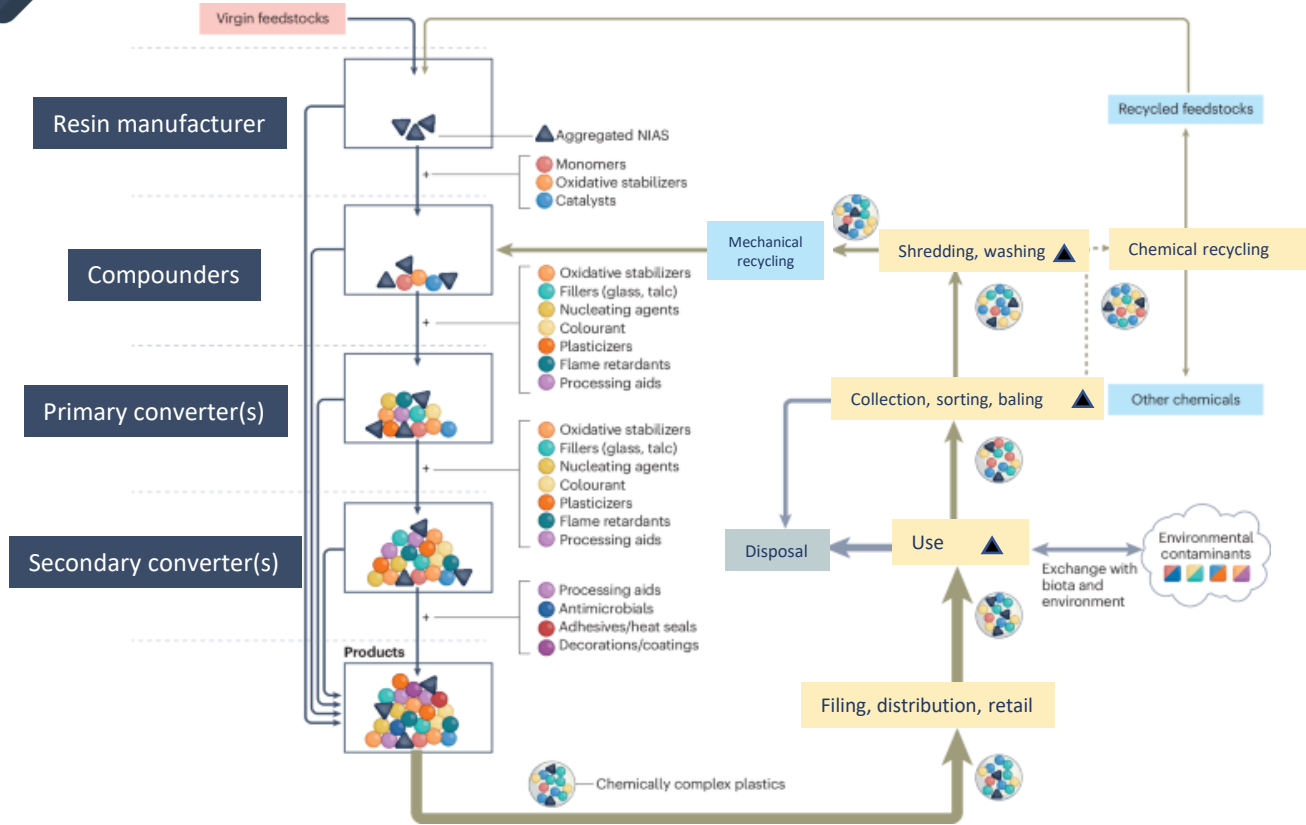 Virgin feedstocks
Resin manufacturer
Aggregated NIAS
+
Monomers
Oxidative stabilizers
Catalysts
Compounders
+
Oxidative stabilizers
Fillers (glass, talc)
Nucleating agents
Colourant
Plasticizers
Flame retardants
Processing aids
Primary converter(s)
+
Oxidative stabilizers
Fillers (glass, talc)
Nucleating agents
Colourant
Plasticizers
Flame retardants
Processing aids
Secondary converter(s)
+
Processing aids
Antimicrobials
Adhesives/heat seals
Decorations/coatings
Products
Chemically complex plastics
Filing, distribution, retail
Use
Exchange with
biota and
environment
Environmental
contaminants
Disposal
Collection, sorting, baling
Shredding, washing
Mechanical
recycling
Chemical recycling
Recycled feedstocks
Other chemicals